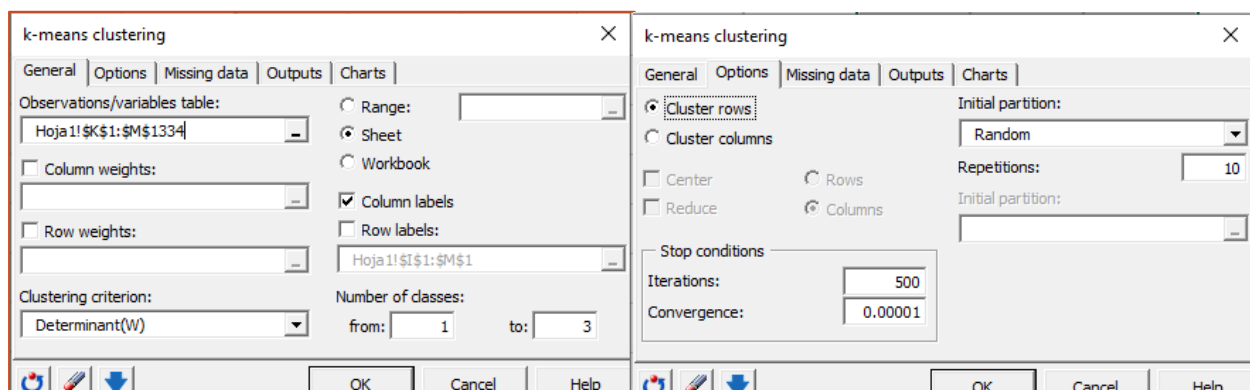 k-means clustering
General Options Missing data Outputs Charts
Observations/variables table:
Hoja1!$K$1:$M$1334
Range:
Sheet
Workbook
Column weights:
Column labels
Row weights:
Row labels:
Hoja1!$I$1:$M$1
Clustering criterion:
Determinant(W)
Number of classes:
from: 1 to: 3
OK Cancel Help
k-means clustering
General Options Missing data Outputs Charts
Cluster rows
Cluster columns
Center
Rows
Reduce
Columns
Initial partition:
Random
Repetitions: 10
Initial partition:
Stop conditions
Iterations: 500
Convergence: 0.00001
OK Cancel Help